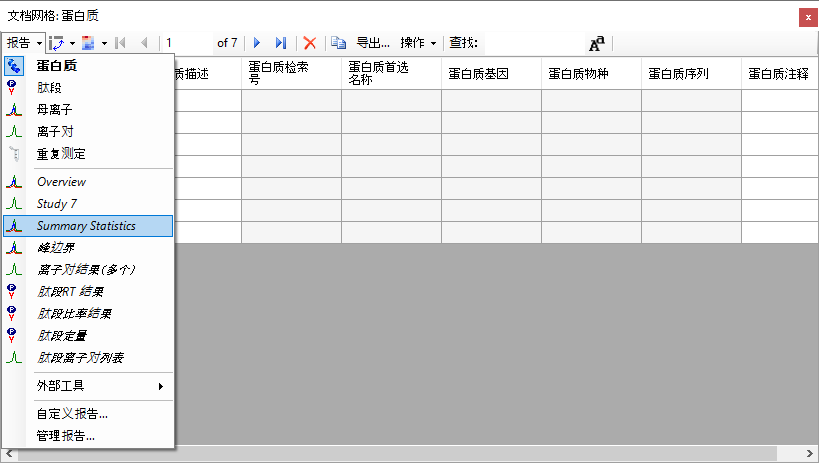 文档网格: 蛋白质
x
报告
1
of 7
导出...
操作
查找:
Aa
质描述
蛋白质检索号
蛋白质首选名称
蛋白质基因
蛋白质物种
蛋白质序列
蛋白质注释
蛋白质
肽段
母离子
离子对
重复测定
Overview
Study 7
Summary Statistics
峰边界
离子对结果(多个)
肽段RT 结果
肽段比率结果
肽段定量
肽段离子对列表
外部工具
自定义报告...
管理报告...